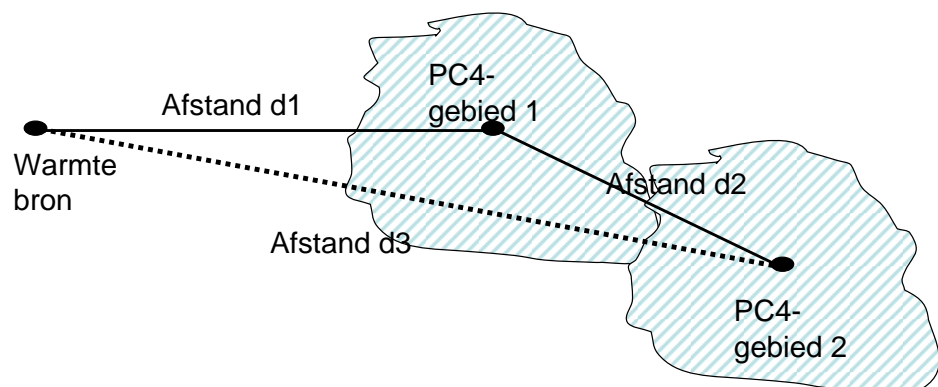 PC4-
gebied 1
Afstand d1
Warmte
bron
Afstand d2
Afstand d3
PC4-
gebied 2